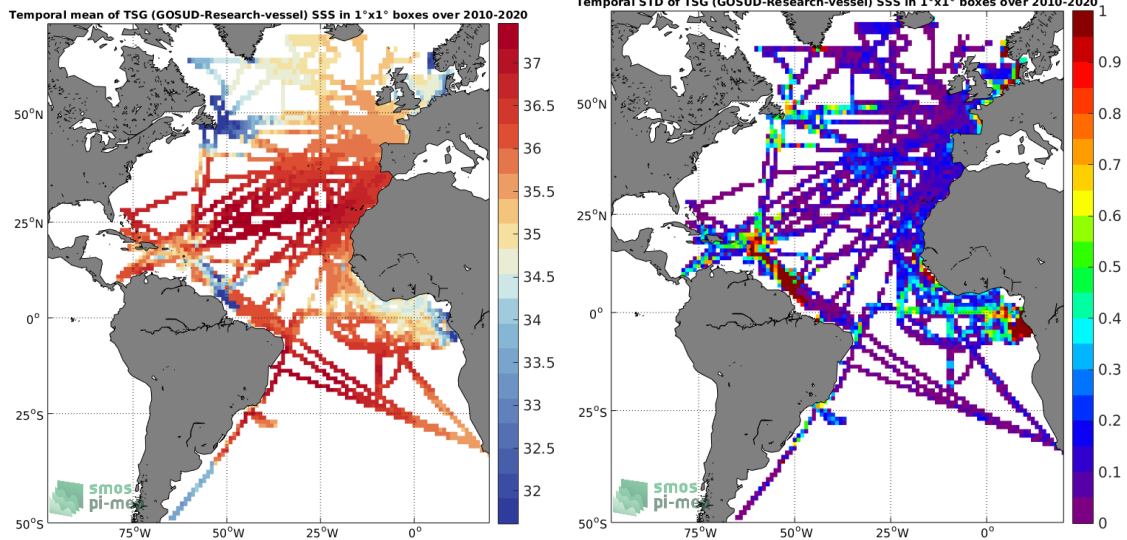 Temporal mean of TSG (GOSUD-Research-vessel) SSS in 1°x1° boxes over 2010-2020
50°N
25°N
0°
25°S
50°S
75°W
50°W
25°W
0°
37
36.5
36
35.5
35
34.5
34
33.5
33
32.5
32
smos
pi-me
Temporal STD of TSG (GOSUD-Research-vessel) SSS in 1°x1° boxes over 2010-2020
50°N
25°N
0°
25°S
50°S
75°W
50°W
25°W
0°
1
0.9
0.8
0.7
0.6
0.5
0.4
0.3
0.2
0.1
0
smos
pi-me